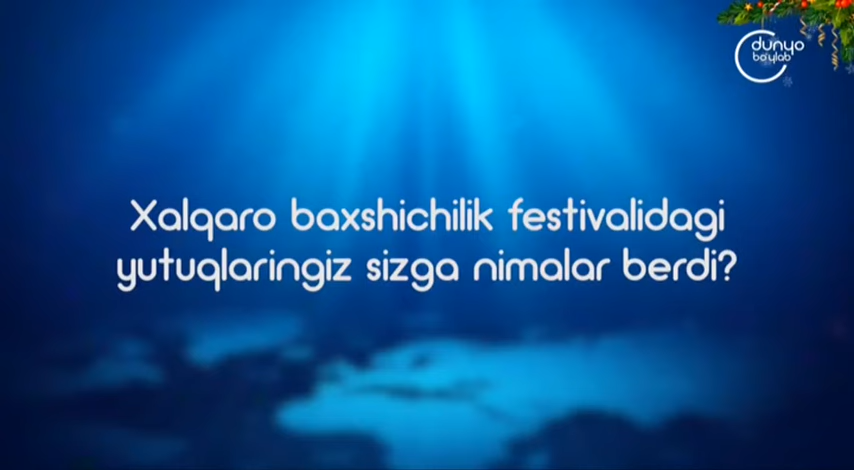 dunyo
bo'ylab
Xalqaro baxshichilik festivalidagi
yutuqlaringiz sizga nimalar berdi?